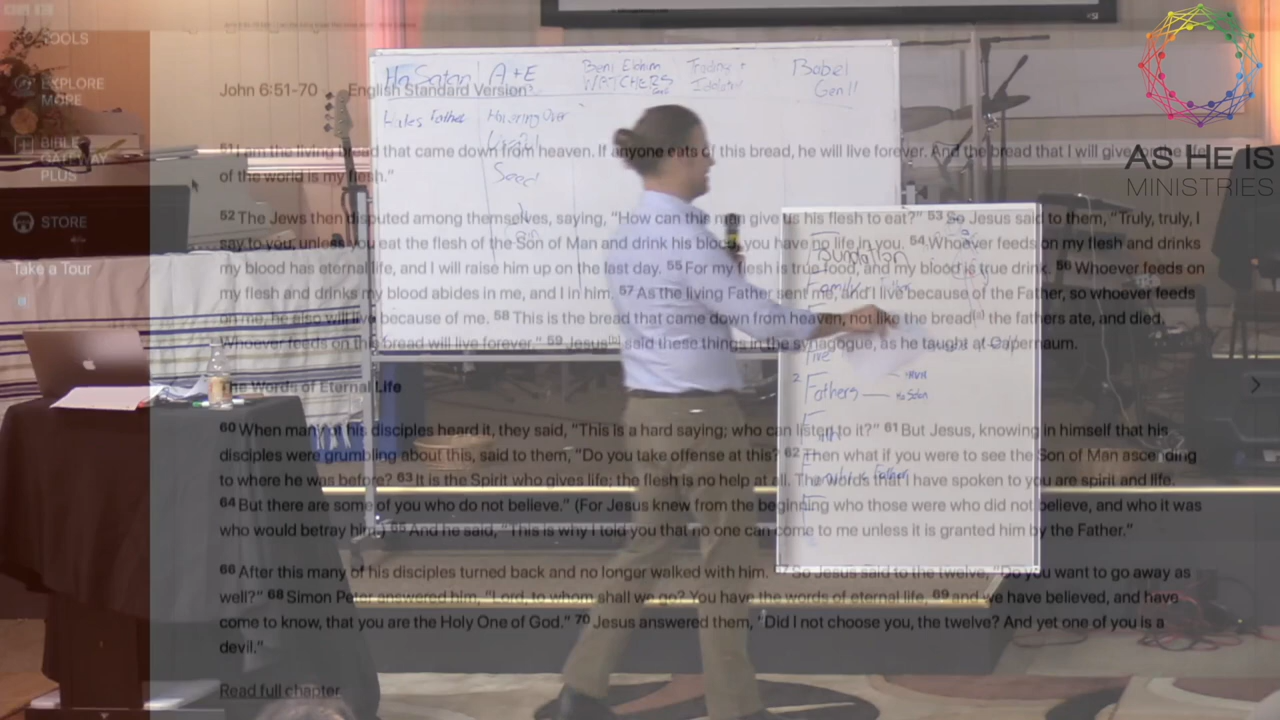 TOOLS
EXPLORE
MORE
BIBLE
GATEWAY
PLUS
STORE
Take a Tour
AS HE IS
MINISTRIES
Ha Satan A + E Beni Elohim Babel
WATCHERS Gen 11
Hates Father Hovering Over
Seed
Foundation
Family
Tree
2 Fathers — Ha Satan
John 6:51-70 English Standard Version
51 I am the living bread that came down from heaven. If anyone eats of this bread, he will live forever. And the bread that I will give for the life
of the world is my flesh.”
52 The Jews then disputed among themselves, saying, “How can this man give us his flesh to eat?” 53 So Jesus said to them, “Truly, truly, I
say to you, unless you eat the flesh of the Son of Man and drink his blood, you have no life in you. 54 Whoever feeds on my flesh and drinks
my blood has eternal life, and I will raise him up on the last day. 55 For my flesh is true food, and my blood is true drink. 56 Whoever feeds on
my flesh and drinks my blood abides in me, and I in him. 57 As the living Father sent me, and I live because of the Father, so whoever feeds
on me, he also will live because of me. 58 This is the bread that came down from heaven, not like the bread the fathers ate, and died.
Whoever feeds on this bread will live forever.” 59 Jesus said these things in the synagogue, as he taught at Capernaum.
The Words of Eternal Life
60 When many of his disciples heard it, they said, “This is a hard saying; who can listen to it?” 61 But Jesus, knowing in himself that his
disciples were grumbling about this, said to them, “Do you take offense at this? 62 Then what if you were to see the Son of Man ascending
to where he was before? 63 It is the Spirit who gives life; the flesh is no help at all. The words that I have spoken to you are spirit and life.
64 But there are some of you who do not believe.” (For Jesus knew from the beginning who those were who did not believe, and who it was
who would betray him.) 65 And he said, “This is why I told you that no one can come to me unless it is granted him by the Father.”
66 After this many of his disciples turned back and no longer walked with him. 67 So Jesus said to the twelve, “Do you want to go away as
well?” 68 Simon Peter answered him, “Lord, to whom shall we go? You have the words of eternal life, 69 and we have believed, and have
come to know, that you are the Holy One of God.” 70 Jesus answered them, “Did I not choose you, the twelve? And yet one of you is a
devil.”
Read full chapter